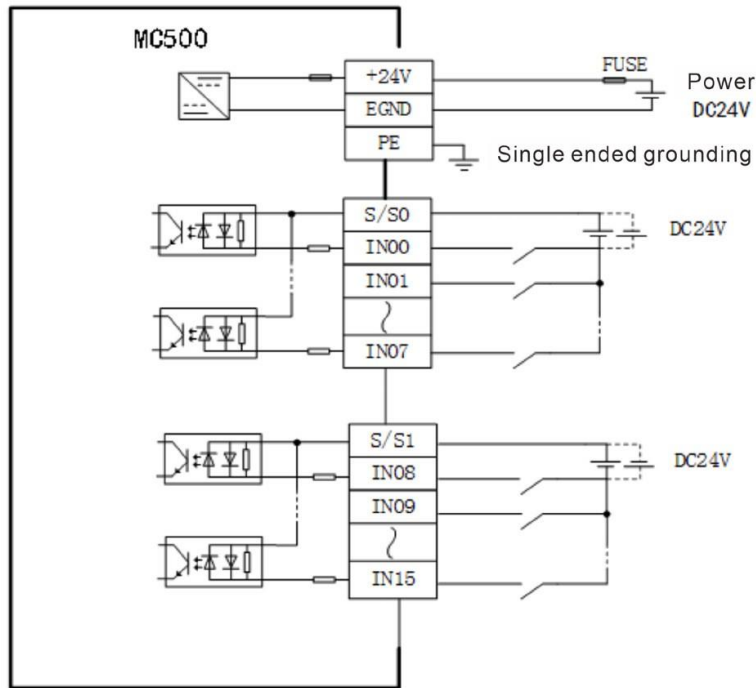 MC500
+24V
FUSE
Power
EGND
DC24V
PE
Single ended grounding
S/S0
DC24V
IN00
IN01
IN07
S/S1
DC24V
IN08
IN09
IN15